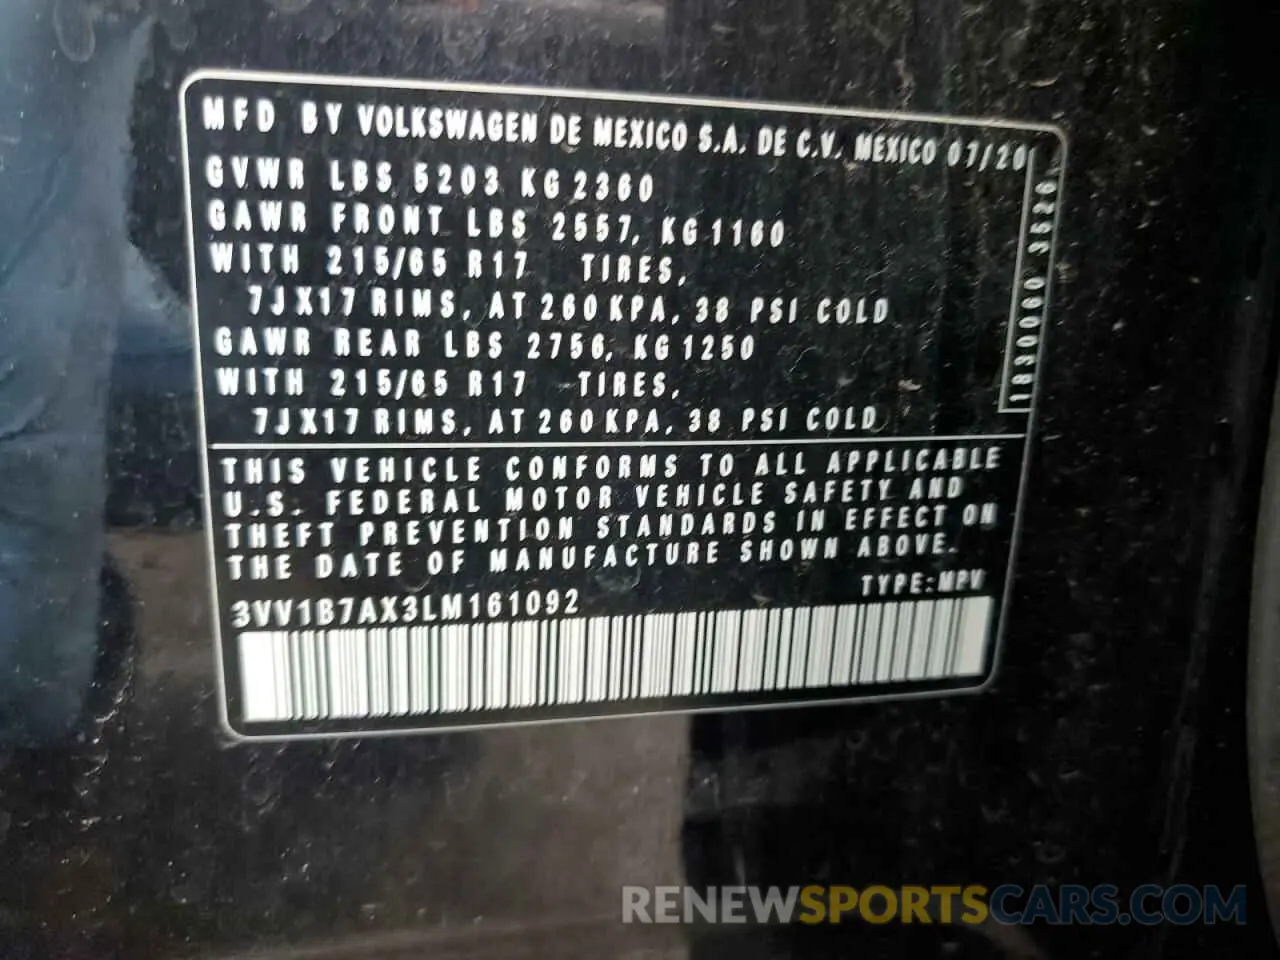 MFD BY VOLKSWAGEN DE MEXICO S.A. DE C.V. MEXICO 07/20
GVWR LBS 5203 KG 2360
GAWR FRONT LBS 2557, KG 1160
WITH 215/65 R17 TIRES,
7JX17 RIMS, AT 260 KPA, 38 PSI COLD
GAWR REAR LBS 2756, KG 1250
WITH 215/65 R17 TIRES,
7JX17 RIMS, AT 260 KPA, 38 PSI COLD
1830060 3526
THIS VEHICLE CONFORMS TO ALL APPLICABLE
U.S. FEDERAL MOTOR VEHICLE SAFETY AND
THEFT PREVENTION STANDARDS IN EFFECT ON
THE DATE OF MANUFACTURE SHOWN ABOVE.
TYPE:MPV
3VV1B7AX3LM161092
RENEWSPORTSCARS.COM